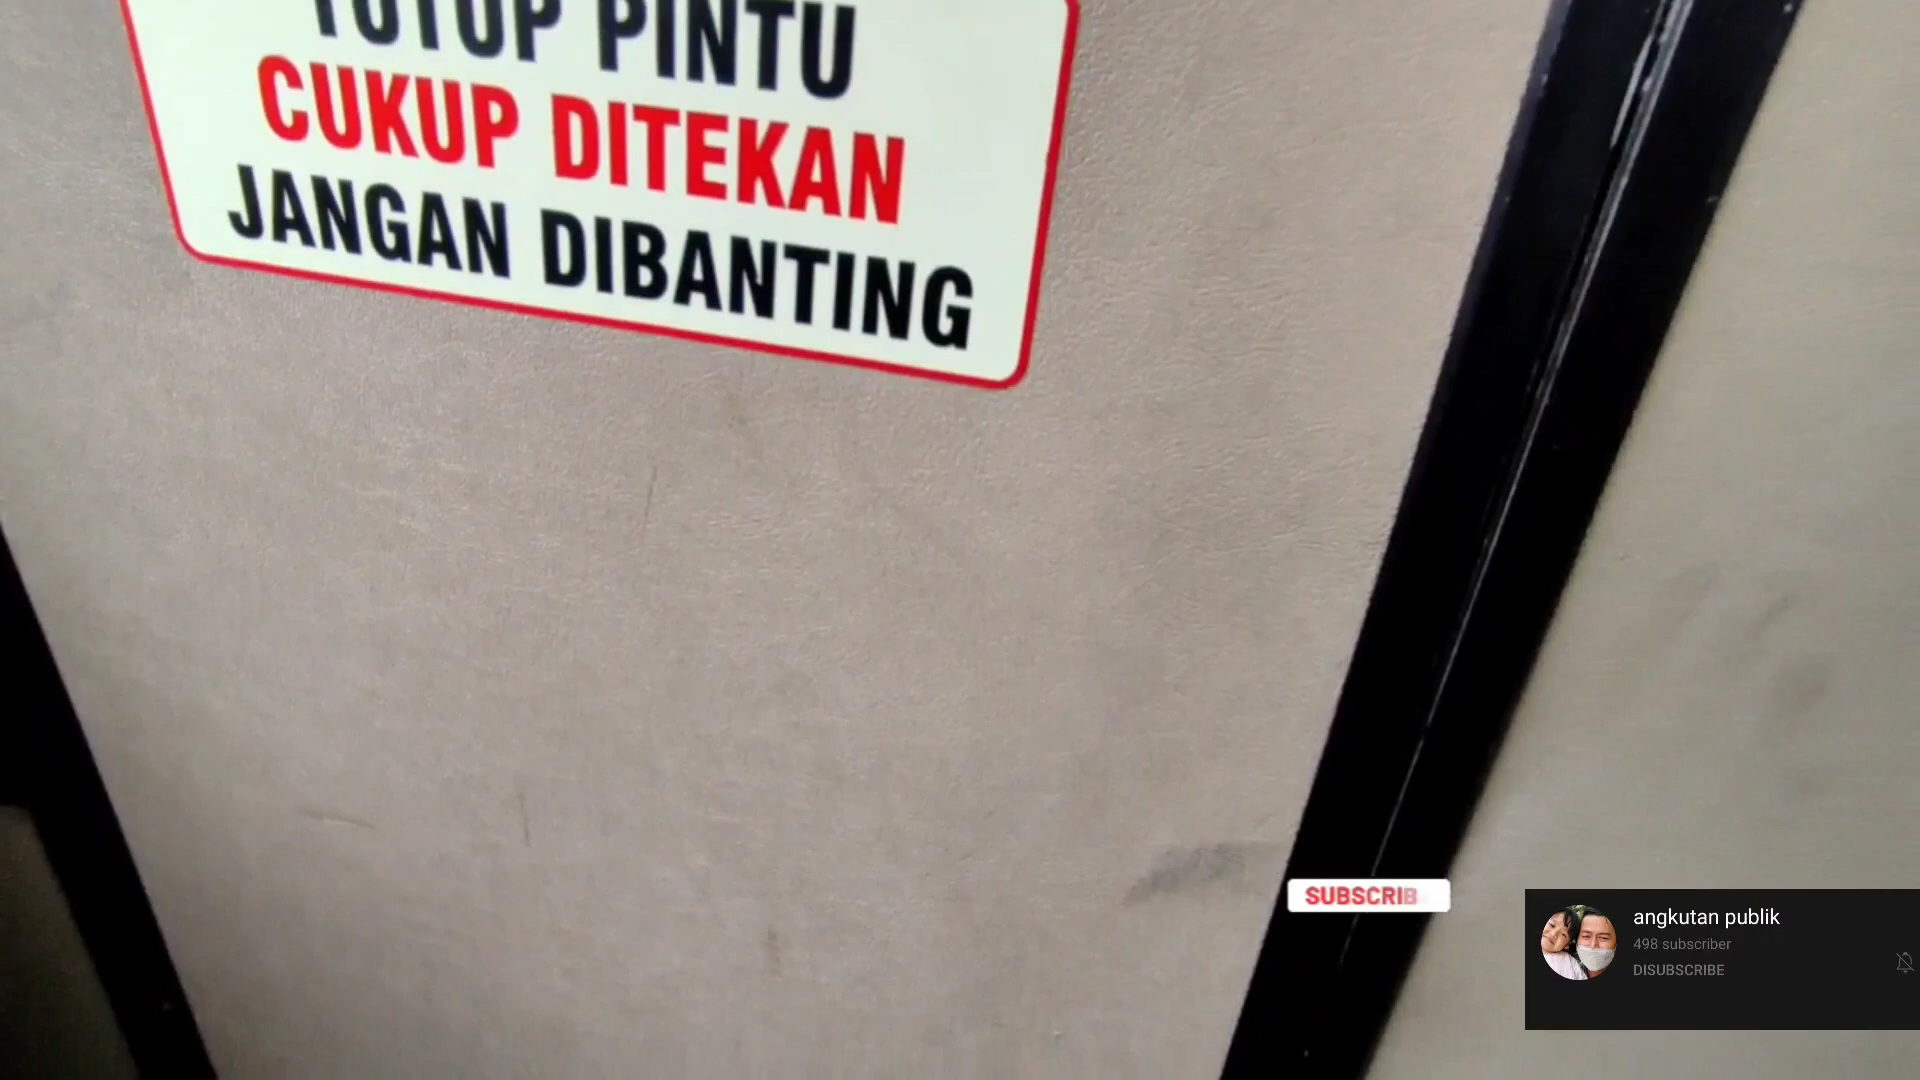 TUTUP PINTU
CUKUP DITEKAN
JANGAN DIBANTING
SUBSCRIB
angkutan publik
498 subscriber
DISUBSCRIBE